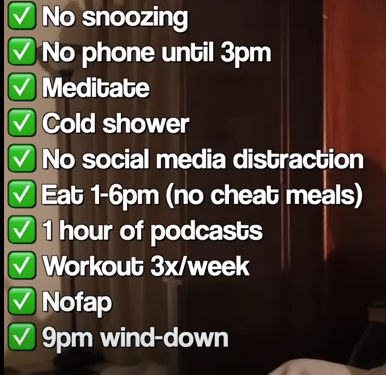 ✅ No snoozing
✅ No phone until 3pm
✅ Meditate
✅ Cold shower
✅ No social media distraction
✅ Eat 1-6pm (no cheat meals)
✅ 1 hour of podcasts
✅ Workout 3x/week
✅ Nofap
✅ 9pm wind-down